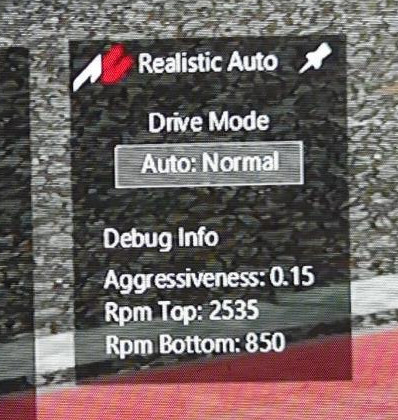 Realistic Auto
Drive Mode
Auto: Normal
Debug Info
Aggressiveness: 0.15
Rpm Top: 2535
Rpm Bottom: 850